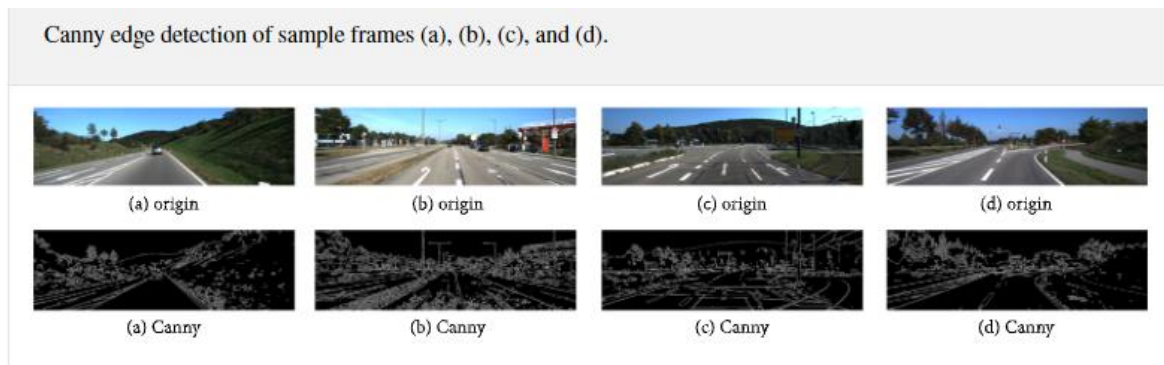 Canny edge detection of sample frames (a), (b), (c), and (d).
(a) origin
(b) origin
(c) origin
(d) origin
(a) Canny
(b) Canny
(c) Canny
(d) Canny